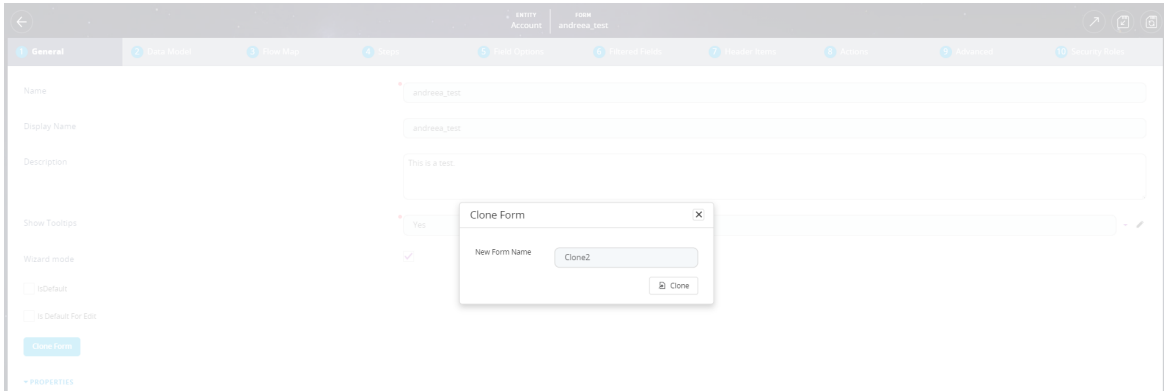 ENTITY FORM
Account andreea_test
1 General 2 Data Model 3 Flow Map 4 Steps 5 Field Options 6 Filtered Fields 7 Header Items 8 Actions 9 Advanced 10 Security Roles
Name * andreea_test
Display Name andreea_test
Description This is a test.
Show Tooltips * Yes
Wizard mode
IsDefault
Is Default For Edit
Clone Form
PROPERTIES
Clone Form
New Form Name Clone2
Clone